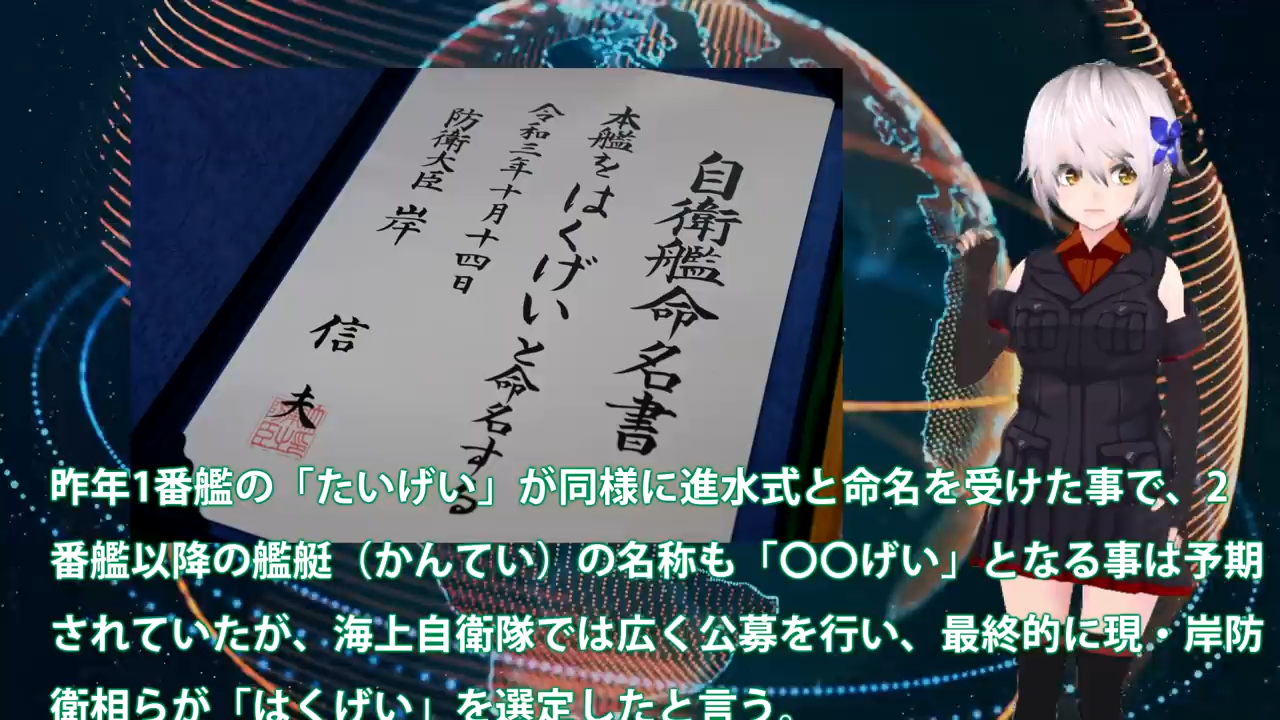 自衛艦命名書
本艦をはくげいと命名する
令和三年十月十四日
防衛大臣 岸 信 夫
昨年1番艦の「たいげい」が同様に進水式と命名を受けた事で、2
番艦以降の艦艇（かんてい）の名称も「〇〇げい」となる事は予期
されていたが、海上自衛隊では広く公募を行い、最終的に現・岸防
衛相らが「はくげい」を選定したと言う。